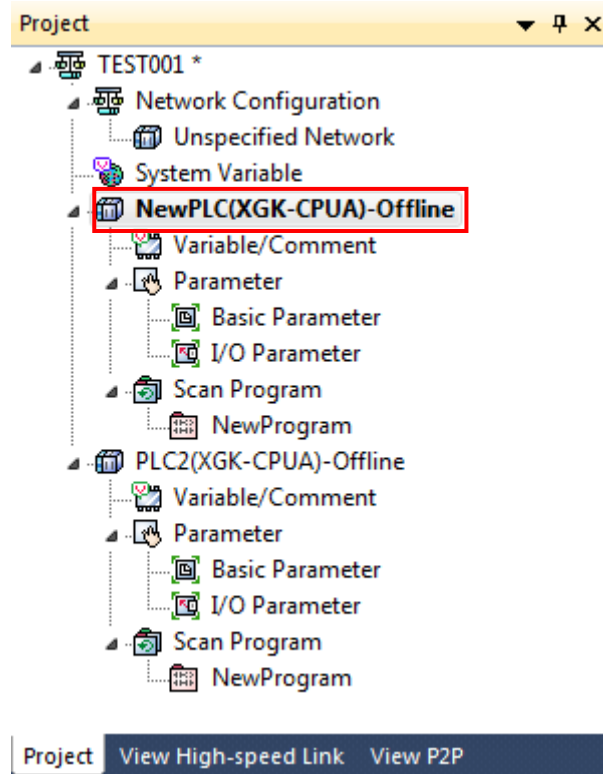 Project
TEST001 *
Network Configuration
Unspecified Network
System Variable
NewPLC(XGK-CPUA)-Offline
Variable/Comment
Parameter
Basic Parameter
I/O Parameter
Scan Program
NewProgram
PLC2(XGK-CPUA)-Offline
Variable/Comment
Parameter
Basic Parameter
I/O Parameter
Scan Program
NewProgram
Project View High-speed Link View P2P